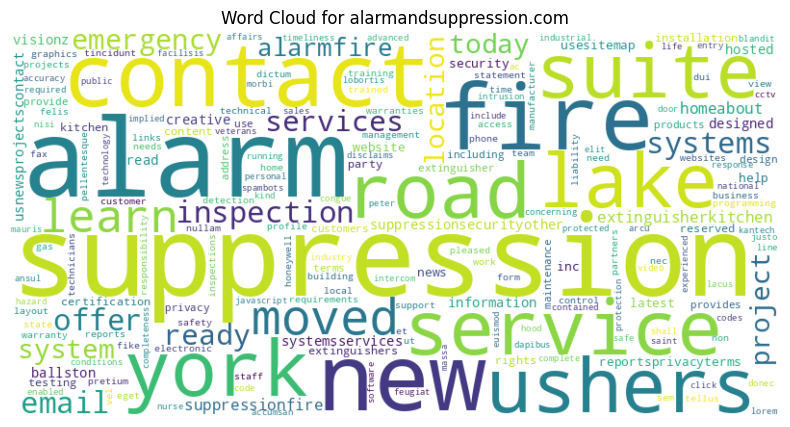 Word Cloud for alarmandsuppression.com
visionz emergency contact location today usesitemap installation hosted blandit
graphics tincidunt facilisis affairs timeliness advanced industrial. life entry
projects alarmfire security statement ac suite dui view
accuracy public dictum lobortis training trained time intrusion manufacturer cctv
required morbi implied technical sales warranties fire door pac homeabout
felis provide creative services include products designed
nisi kitchen content use veterans management access systems
usnewsprojectscontact alarm links needs website phone including team elit need liability websites design response
fax read address party disclaims running home extinguisher help national
pellentesque technology customer spambots personal kind detection congue road lake business programming
mauris learn inspection nullam profile customers peter concerning extinguisherkitchen
gas suppressionsecurityother protected arcu kantech
ansul technicians responsibility inspections honeywell industry terms suppression pleased work news inc nec reserved justo line
hazard certification privacy building intercom form maintenance video partners experienced lacus
layout offer javascript local requirements information control latest provides
state reports safety moved support contained protection shall codes
warranty ready systemsservices et hood service rights saint non project
system conditions completeness fike electronic extinguishers ut euismod dapibus complete safe reportsprivacyterms
ballston york new ushers
testing pretium staff software massa click donec
email enabled vel eget code feugiat sem tellus
nurse suppressionfire accumsan lorem